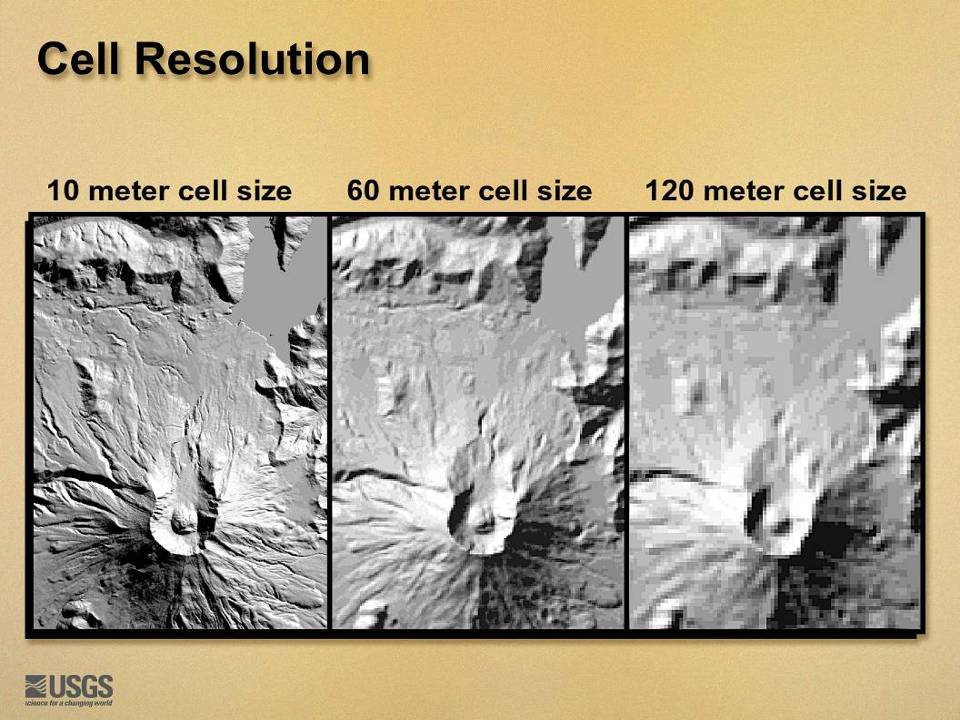 Cell Resolution
10 meter cell size
60 meter cell size
120 meter cell size
USGS
science for a changing world